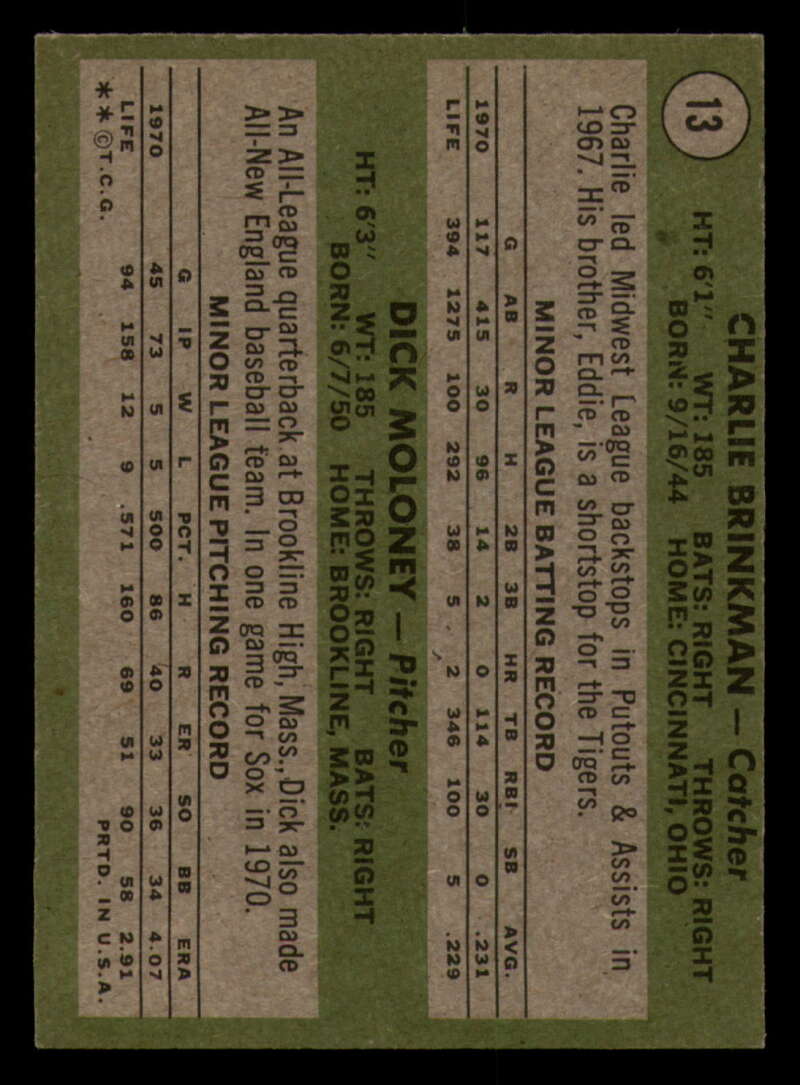 13
CHARLIE BRINKMAN — Catcher
HT: 6'1" WT: 185 BATS: RIGHT THROWS: RIGHT
BORN: 9/16/44 HOME: CINCINNATI, OHIO
Charlie led Midwest League backstops in Putouts & Assists in
1967. His brother, Eddie, is a shortstop for the Tigers.
MINOR LEAGUE BATTING RECORD
G AB R H 2B 3B HR TB RBI SB AVG.
1970 117 415 30 96 14 2 0 114 30 0 .231
LIFE 394 1275 100 292 38 5 2 346 100 5 .229
DICK MOLONEY — Pitcher
HT: 6'3" WT: 185 THROWS: RIGHT BATS: RIGHT
BORN: 6/7/50 HOME: BROOKLINE, MASS.
An All-League quarterback at Brookline High, Mass., Dick also made
All-New England baseball team. In one game for Sox in 1970.
MINOR LEAGUE PITCHING RECORD
G IP W L PCT. H R ER SO BB ERA
1970 45 73 5 5 500 86 40 33 36 34 4.07
LIFE 94 158 12 9 .571 160 69 51 90 58 2.91
**©T.C.G. PRTD. IN U.S.A.